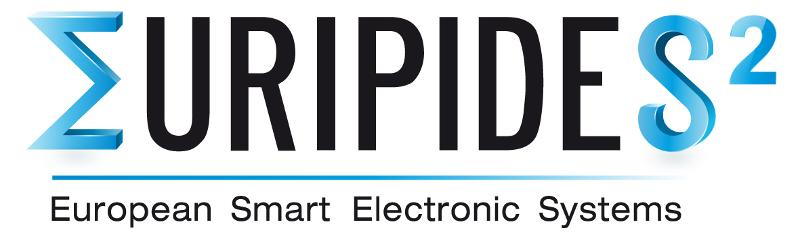 ΣURIPIDES²
European Smart Electronic Systems